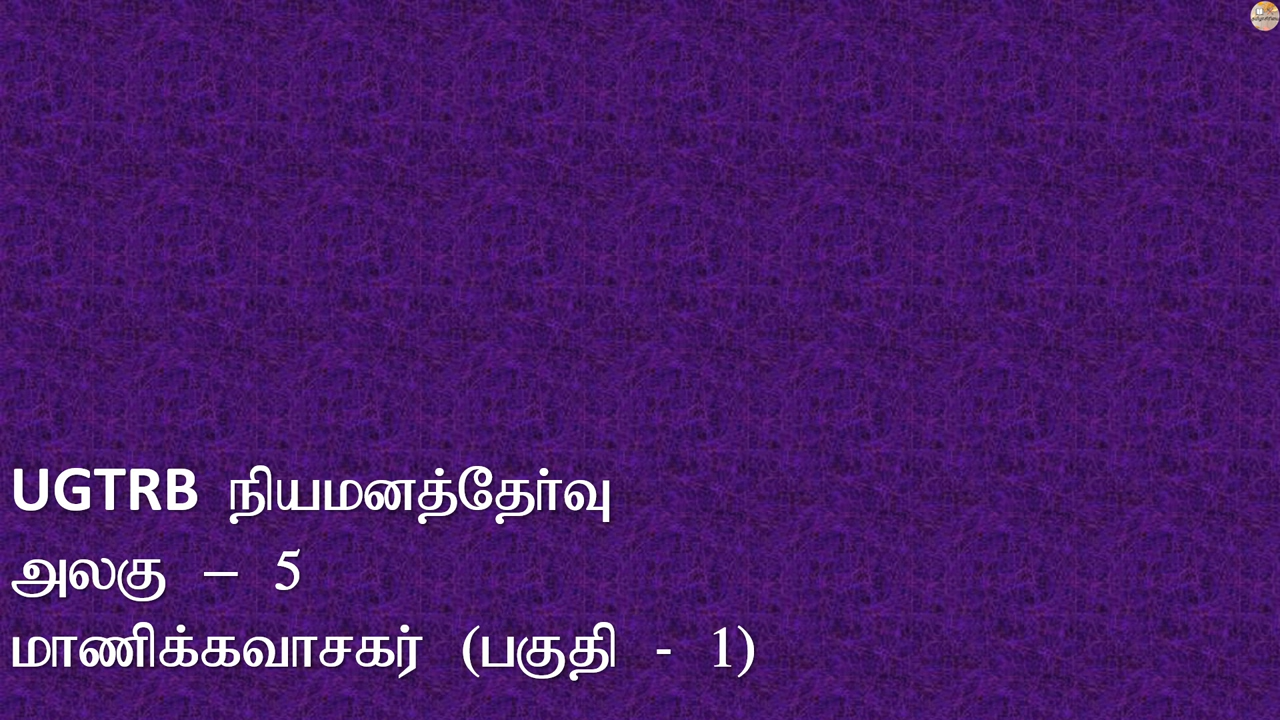 UGTRB நியமனத்தேர்வு
அலகு – 5
மாணிக்கவாசகர் (பகுதி - 1)